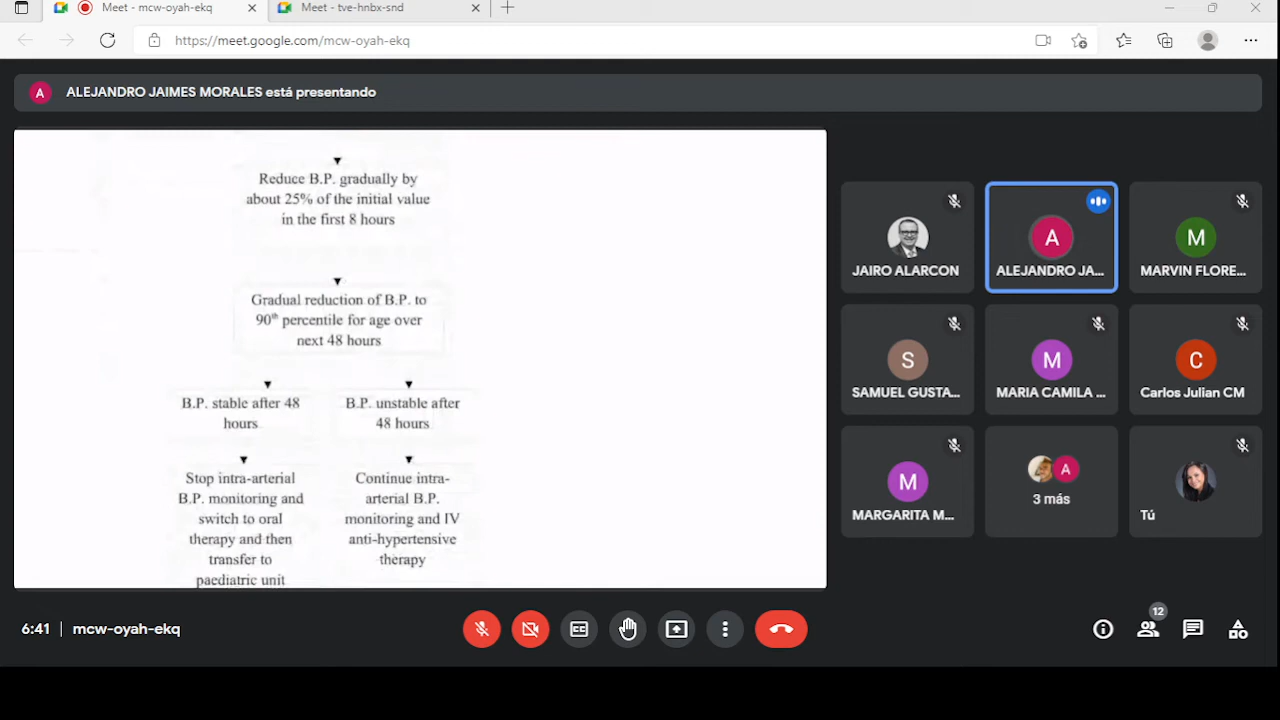 Meet - mcw-oyah-ekq
Meet - tve-hnbx-snd
https://meet.google.com/mcw-oyah-ekq
A
ALEJANDRO JAIMES MORALES está presentando
Reduce B.P. gradually by
about 25% of the initial value
in the first 8 hours
Gradual reduction of B.P. to
90th percentile for age over
next 48 hours
B.P. stable after 48
hours
B.P. unstable after
48 hours
Stop intra-arterial
B.P. monitoring and
switch to oral
therapy and then
transfer to
paediatric unit
Continue intra-
arterial B.P.
monitoring and IV
anti-hypertensive
therapy
JAIRO ALARCON
A
ALEJANDRO JA...
M
MARVIN FLORE...
S
SAMUEL GUSTA...
M
MARIA CAMILA ...
C
Carlos Julian CM
M
MARGARITA M...
A
3 más
Tú
6:41
mcw-oyah-ekq
CC
12